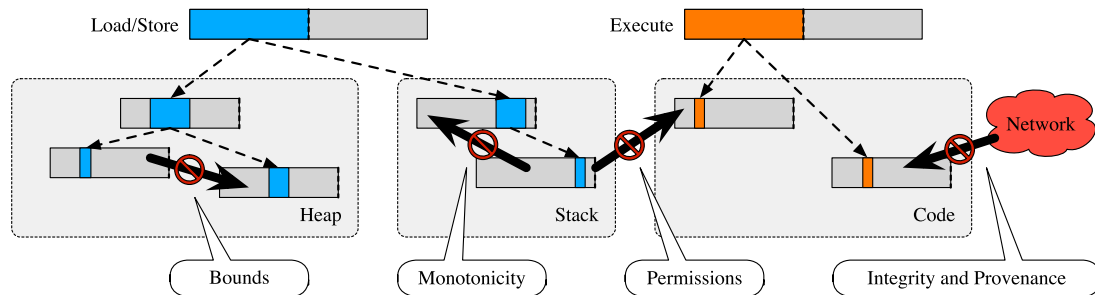 Load/Store
Execute
Network
Heap
Stack
Code
Bounds
Monotonicity
Permissions
Integrity and Provenance